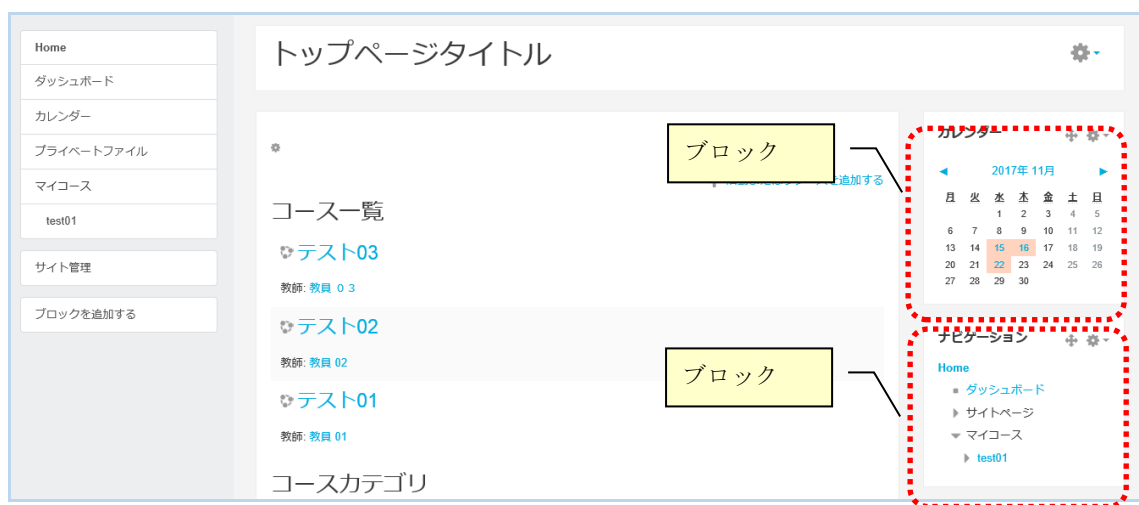 Home
ダッシュボード
カレンダー
プライベートファイル
マイコース
test01
サイト管理
ブロックを追加する
トップページタイトル
を追加する
コース一覧
テスト03
教師: 教員 ０３
テスト02
教師: 教員 02
テスト01
教師: 教員 01
コースカテゴリ
ブロック
ブロック
カレンダー
◀ 2017年 11月 ▶
月 火 水 木 金 土 日
1 2 3 4 5
6 7 8 9 10 11 12
13 14 15 16 17 18 19
20 21 22 23 24 25 26
27 28 29 30
ナビゲーション
Home
ダッシュボード
サイトページ
マイコース
test01